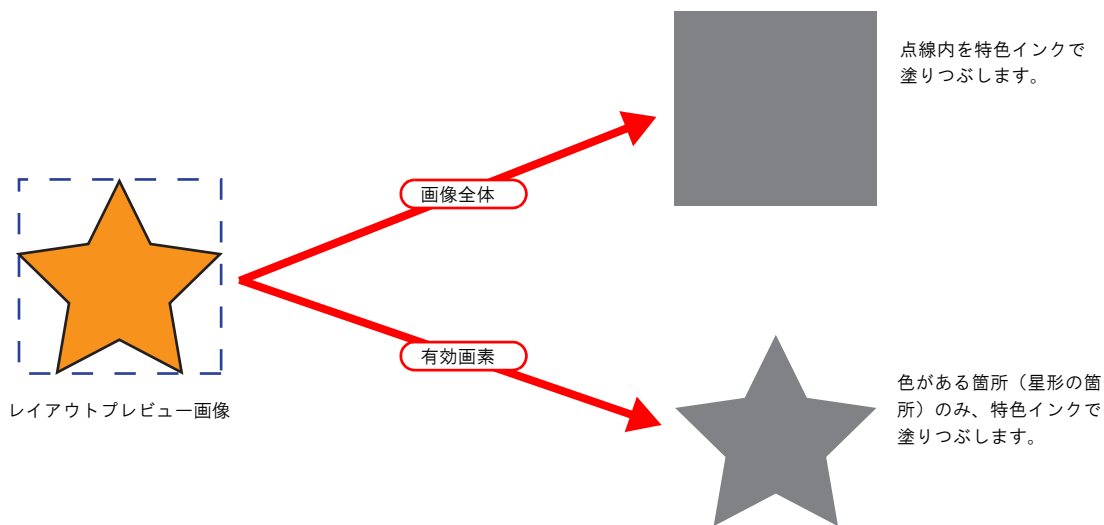 点線内を特色インクで
塗りつぶします。
画像全体
有効画素
レイアウトプレビュー画像
色がある箇所（星形の箇
所）のみ、特色インクで
塗りつぶします。